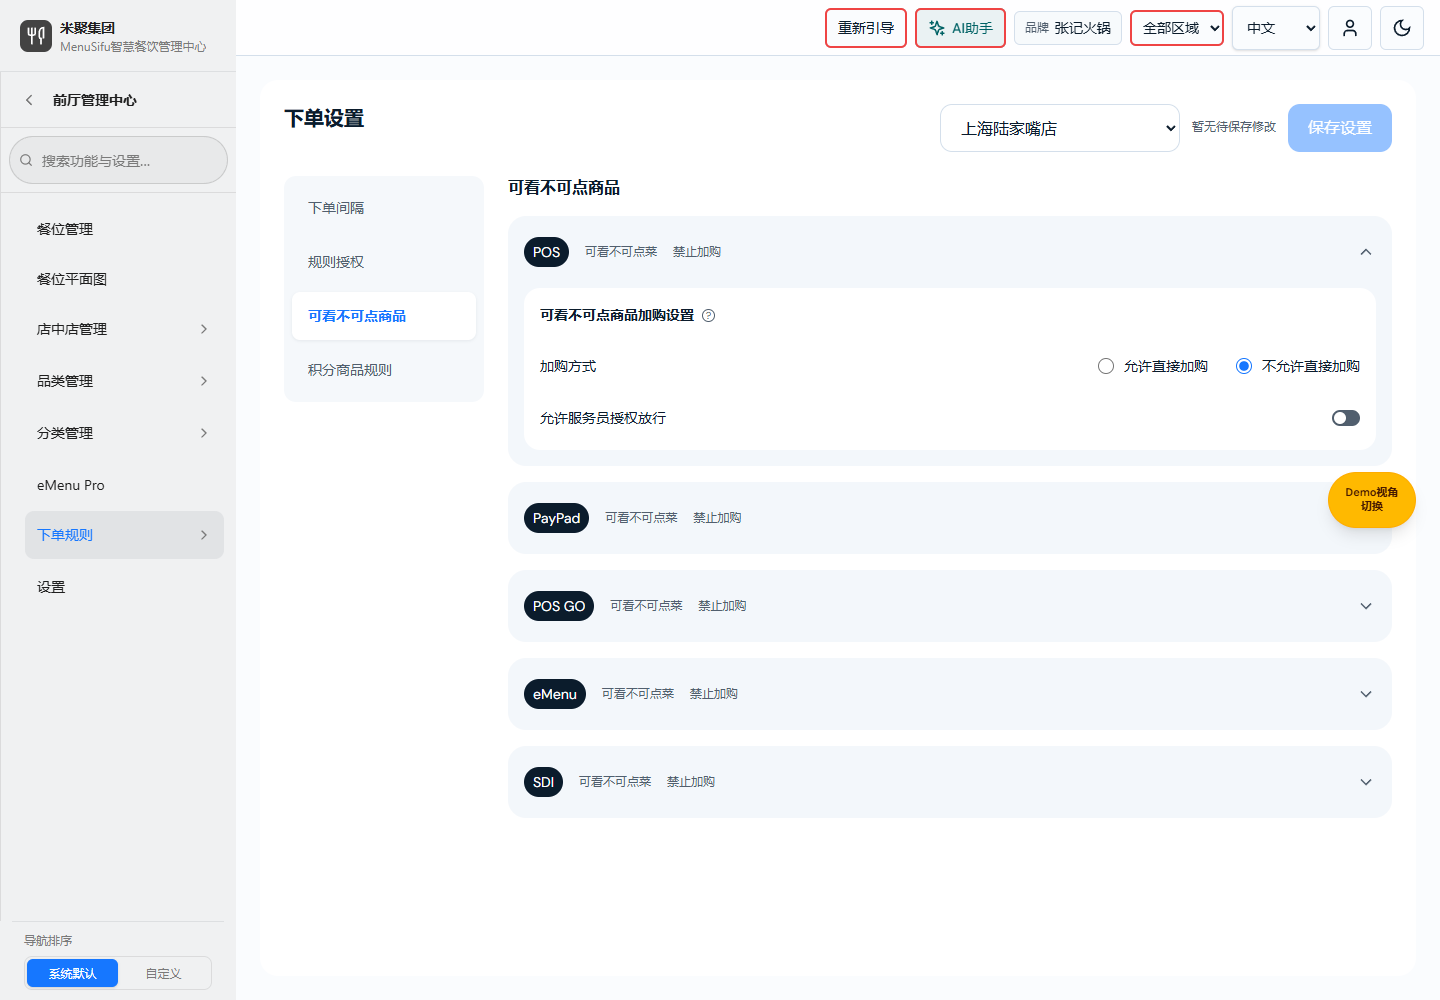 米聚集团
MenuSifu智慧餐饮管理中心
重新引导
AI助手
品牌 张记火锅
全部区域
中文
前厅管理中心
搜索功能与设置...
餐位管理
餐位平面图
店中店管理
品类管理
分类管理
eMenu Pro
下单规则
设置
导航排序
系统默认
自定义
下单设置
上海陆家嘴店
暂无待保存修改
保存设置
下单间隔
规则授权
可看不可点商品
积分商品规则
可看不可点商品
POS 可看不可点菜 禁止加购
可看不可点商品加购设置 ?
加购方式 允许直接加购 不允许直接加购
允许服务员授权放行
PayPad 可看不可点菜 禁止加购
Demo视角
切换
POS GO 可看不可点菜 禁止加购
eMenu 可看不可点菜 禁止加购
SDI 可看不可点菜 禁止加购